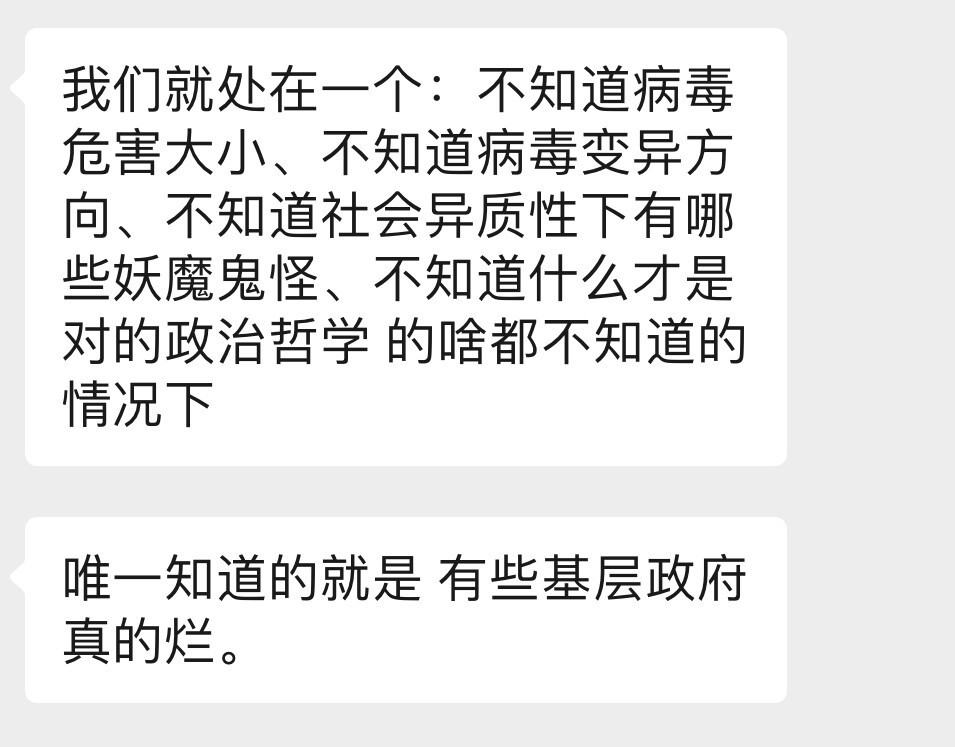 我们就处在一个：不知道病毒
危害大小、不知道病毒变异方
向、不知道社会异质性下有哪
些妖魔鬼怪、不知道什么才是
对的政治哲学 的啥都不知道的
情况下
唯一知道的就是 有些基层政府
真的烂。